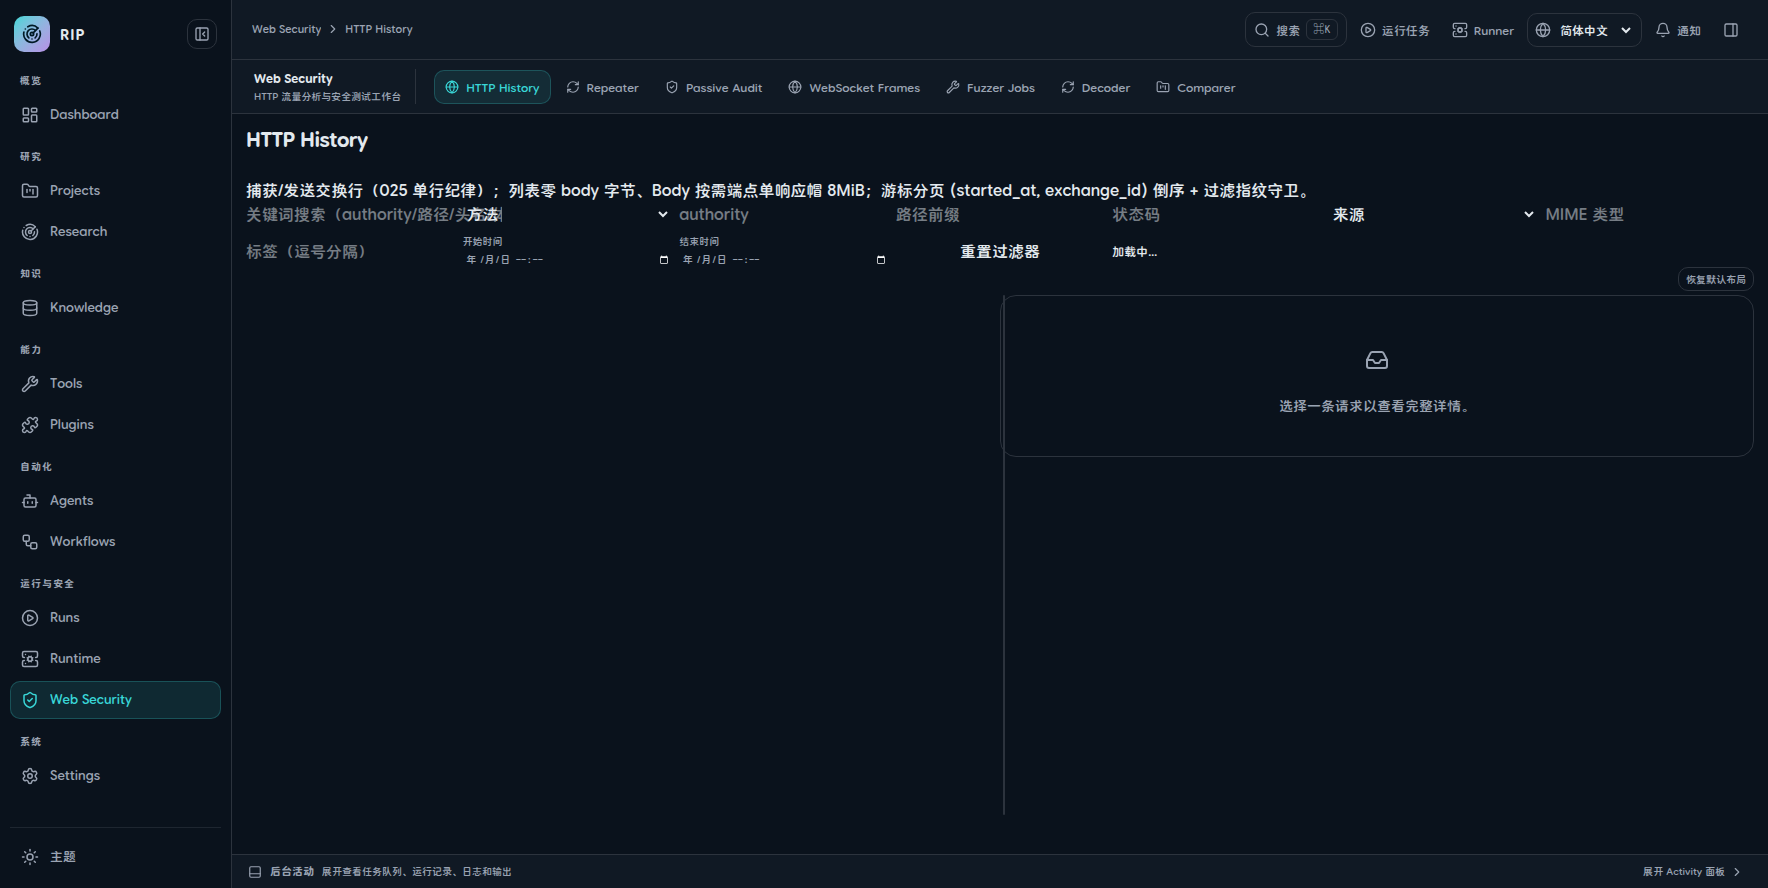 RIP
概览
Dashboard
研究
Projects
Research
知识
Knowledge
能力
Tools
Plugins
自动化
Agents
Workflows
运行与安全
Runs
Runtime
Web Security
系统
Settings
主题
Web Security > HTTP History
搜索 ⌘K 运行任务 Runner 简体中文 通知
Web Security
HTTP 流量分析与安全测试工作台
HTTP History Repeater Passive Audit WebSocket Frames Fuzzer Jobs Decoder Comparer
HTTP History
捕获/发送交换行（025 单行纪律）；列表零 body 字节、Body 按需端点单响应帽 8MiB；游标分页 (started_at, exchange_id) 倒序 + 过滤指纹守卫。
关键词搜索（authority/路径/头 方法 authority 路径前缀 状态码 来源 MIME 类型
标签（逗号分隔） 开始时间 结束时间 重置过滤器 加载中...
年 /月/日 --:-- 年 /月/日 --:--
恢复默认布局
选择一条请求以查看完整详情。
后台活动 展开查看任务队列、运行记录、日志和输出 展开 Activity 面板